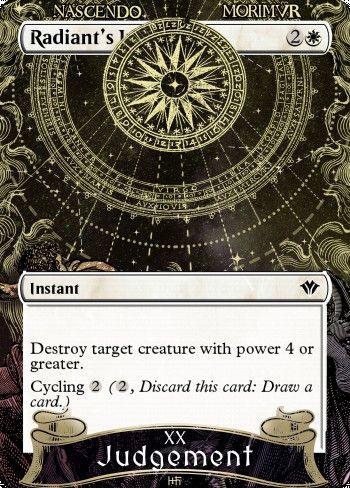 NASCENDO MORIMVR
Radiant's
2
Instant
Destroy target creature with power 4 or
greater.
Cycling 2 (2, Discard this card: Draw a
card.)
XX
Judgement